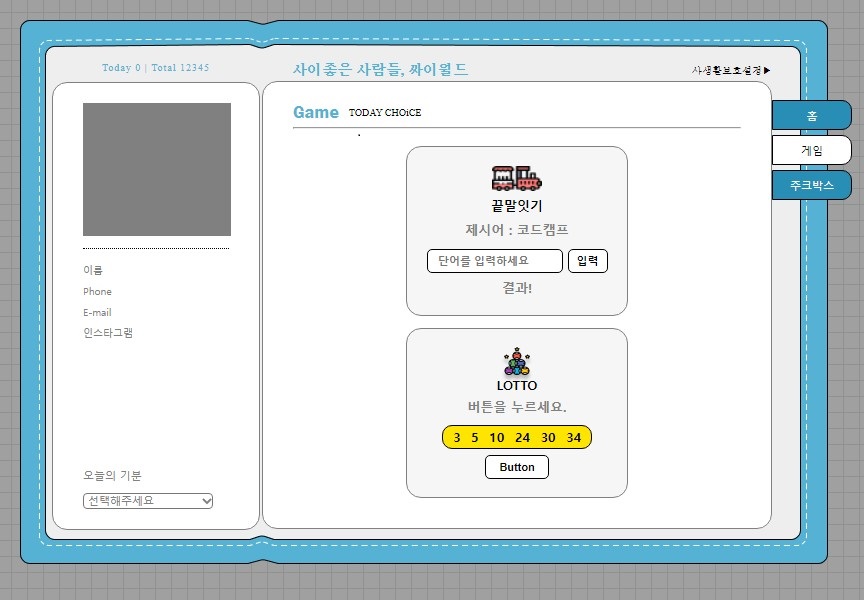 Today 0 | Total 12345
사이좋은 사람들, 싸이월드
사생활보호설정▶
이름
Phone
E-mail
인스타그램
오늘의 기분
선택해주세요
Game TODAY CHOiCE
끝말잇기
제시어 : 코드캠프
단어를 입력하세요 입력
결과!
LOTTO
버튼을 누르세요.
3 5 10 24 30 34
Button
홈
게임
주크박스